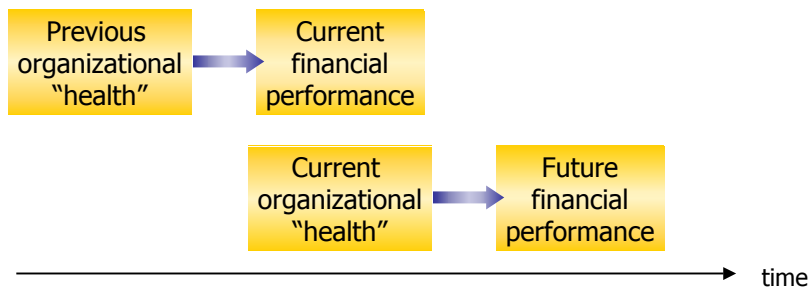 Previous
organizational
“health”
Current
financial
performance
Current
organizational
“health”
Future
financial
performance
time